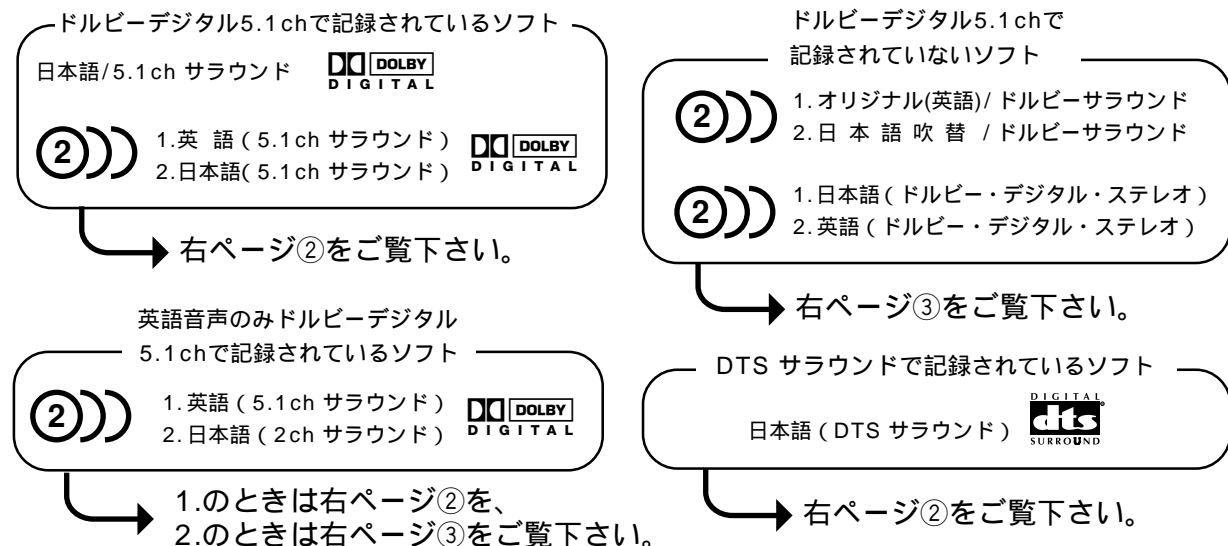 ドルビーデジタル5.1chで記録されているソフト
日本語/5.1ch サラウンド
DOLBY
DIGITAL
2
1.英 語(5.1ch サラウンド)
2.日本語(5.1ch サラウンド)
DOLBY
DIGITAL
右ページ②をご覧下さい。
英語音声のみドルビーデジタル
5.1chで記録されているソフト
2
1.英語(5.1ch サラウンド)
2.日本語(2ch サラウンド)
DOLBY
DIGITAL
1.のときは右ページ②を、
2.のときは右ページ③をご覧下さい。
ドルビーデジタル5.1chで
記録されていないソフト
2
1.オリジナル(英語)/ドルビーサラウンド
2.日 本 語 吹 替 /ドルビーサラウンド
2
1.日本語(ドルビー・デジタル・ステレオ)
2.英語(ドルビー・デジタル・ステレオ)
右ページ③をご覧下さい。
DTS サラウンドで記録されているソフト
日本語(DTS サラウンド)
DIGITAL
dts
SURROUND
右ページ②をご覧下さい。